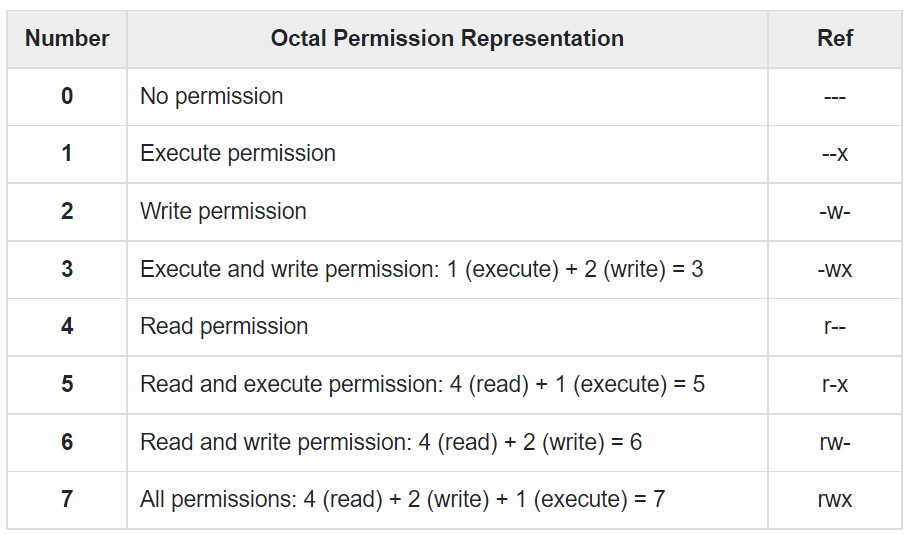 Number Octal Permission Representation Ref
0 No permission ---
1 Execute permission --x
2 Write permission -w-
3 Execute and write permission: 1 (execute) + 2 (write) = 3 -wx
4 Read permission r--
5 Read and execute permission: 4 (read) + 1 (execute) = 5 r-x
6 Read and write permission: 4 (read) + 2 (write) = 6 rw-
7 All permissions: 4 (read) + 2 (write) + 1 (execute) = 7 rwx